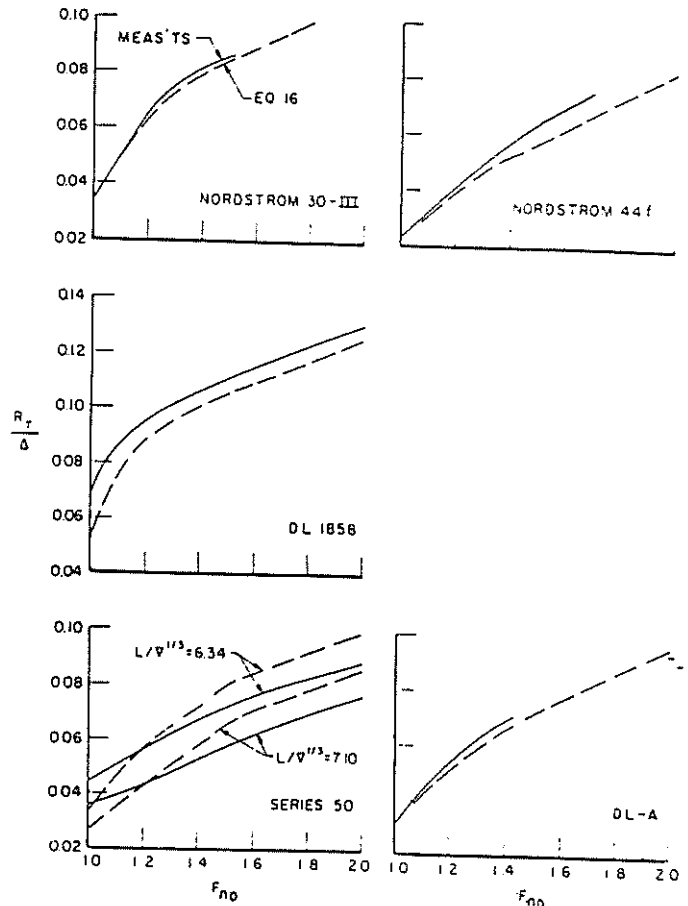 0.10
0.08
0.06
0.04
0.02
MEAS'TS
EQ 16
NORDSTROM 30-III
NORDSTROM 44f
0.14
0.12
0.10
0.08
0.06
0.04
R_T
Δ
DL 1858
0.10
0.08
0.06
0.04
0.02
L/∇^1/3=6.34
L/∇^1/3=7.10
SERIES 50
DL-A
1.0 1.2 1.4 1.6 1.8 2.0
1.0 1.2 1.4 1.6 1.8 2.0
F_n∇
F_n∇